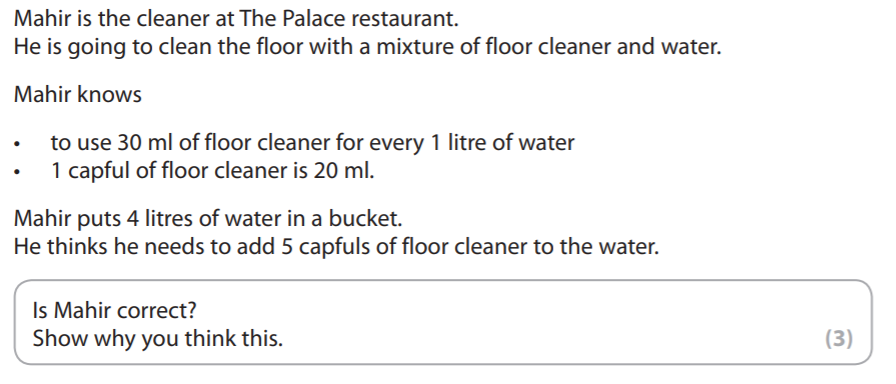 Mahir is the cleaner at The Palace restaurant.
He is going to clean the floor with a mixture of floor cleaner and water.
Mahir knows
• to use 30 ml of floor cleaner for every 1 litre of water
• 1 capful of floor cleaner is 20 ml.
Mahir puts 4 litres of water in a bucket.
He thinks he needs to add 5 capfuls of floor cleaner to the water.
Is Mahir correct?
Show why you think this. (3)